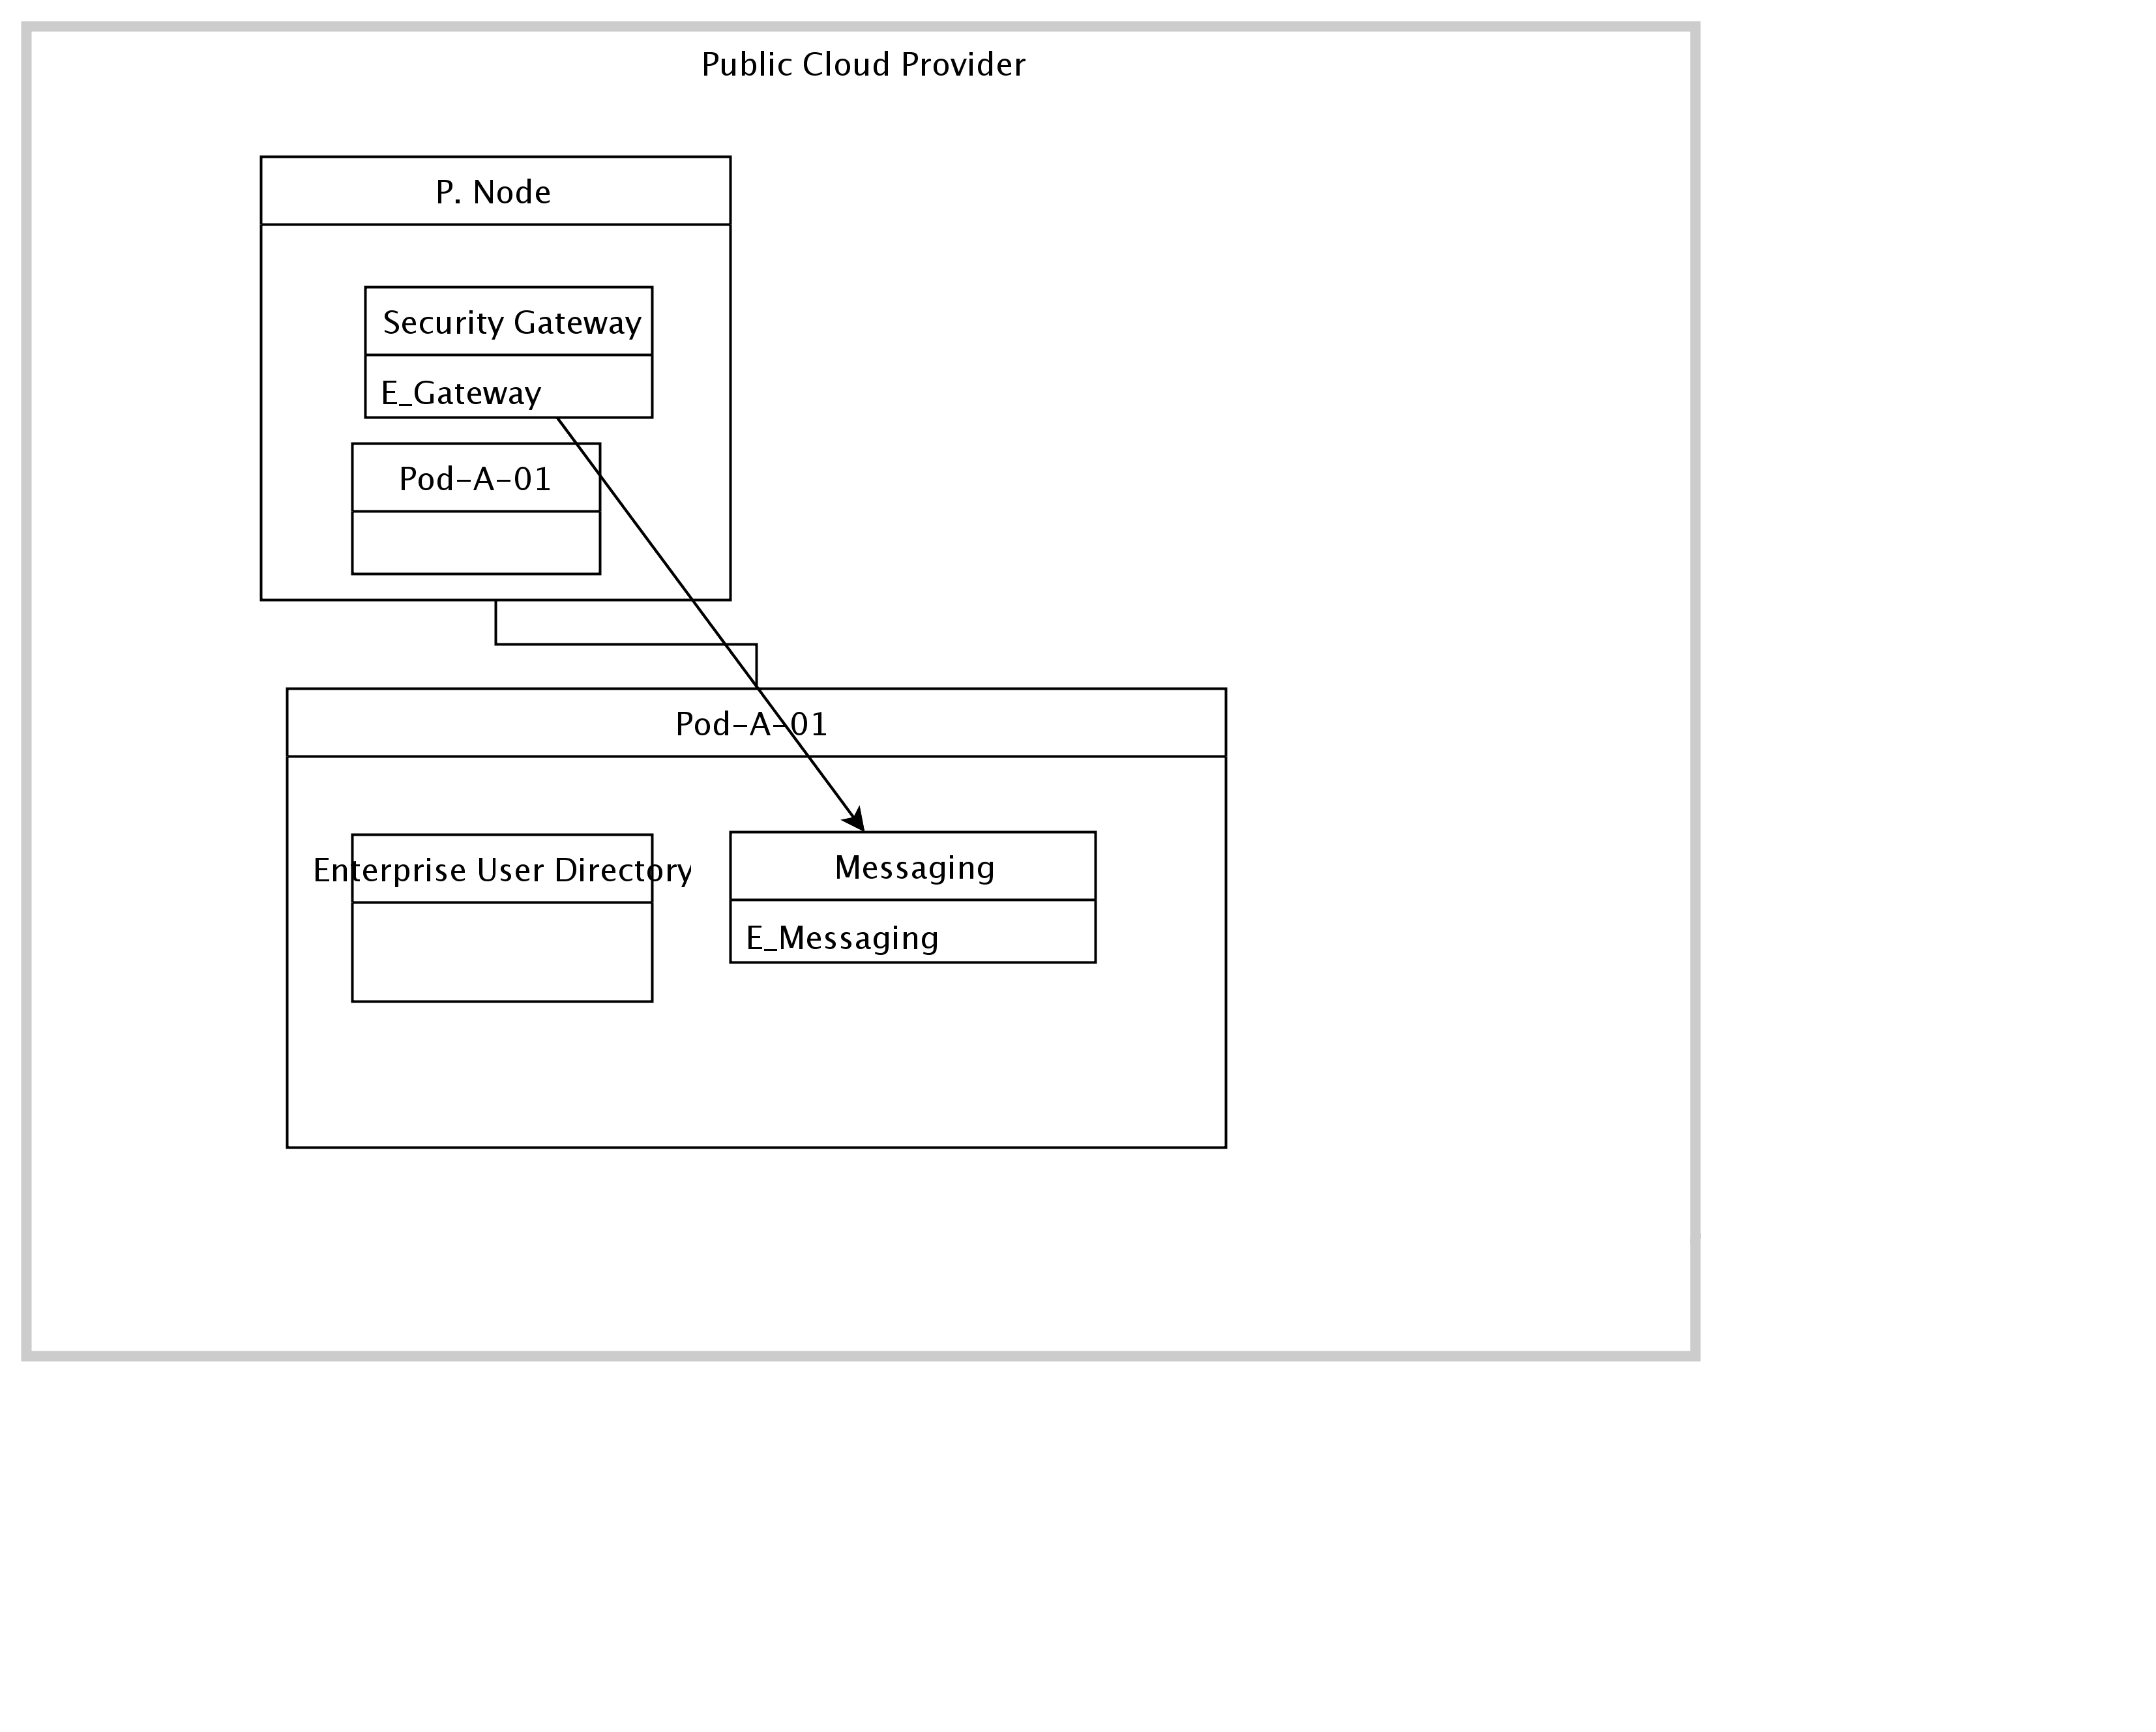 Public Cloud Provider
P. Node
Security Gateway
E_Gateway
Pod-A-01
Pod-A-01
Enterprise User Directory
Messaging
E_Messaging